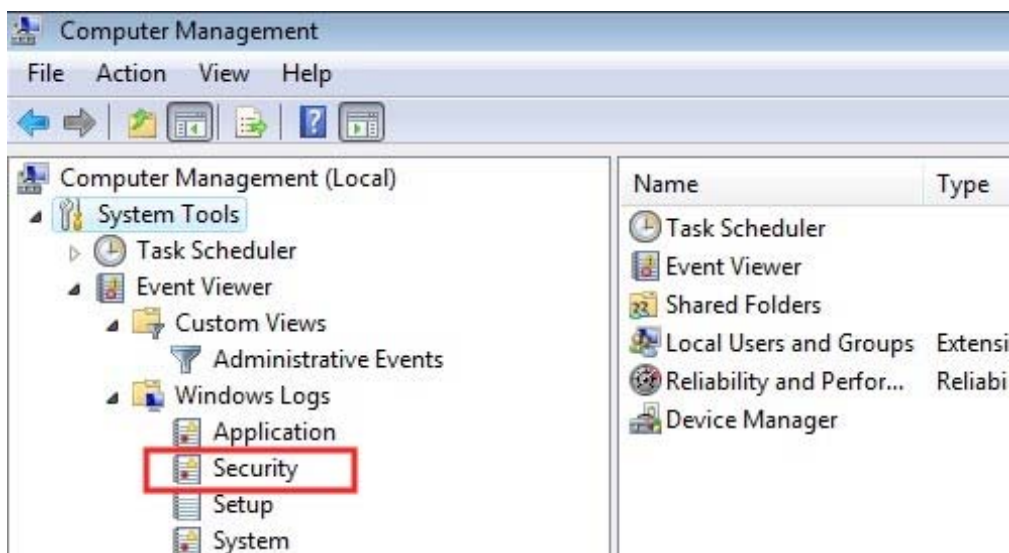 Computer Management
File Action View Help
Computer Management (Local)
System Tools
Task Scheduler
Event Viewer
Custom Views
Administrative Events
Windows Logs
Application
Security
Setup
System
Name Type
Task Scheduler
Event Viewer
Shared Folders
Local Users and Groups Extensi
Reliability and Perfor... Reliabi
Device Manager